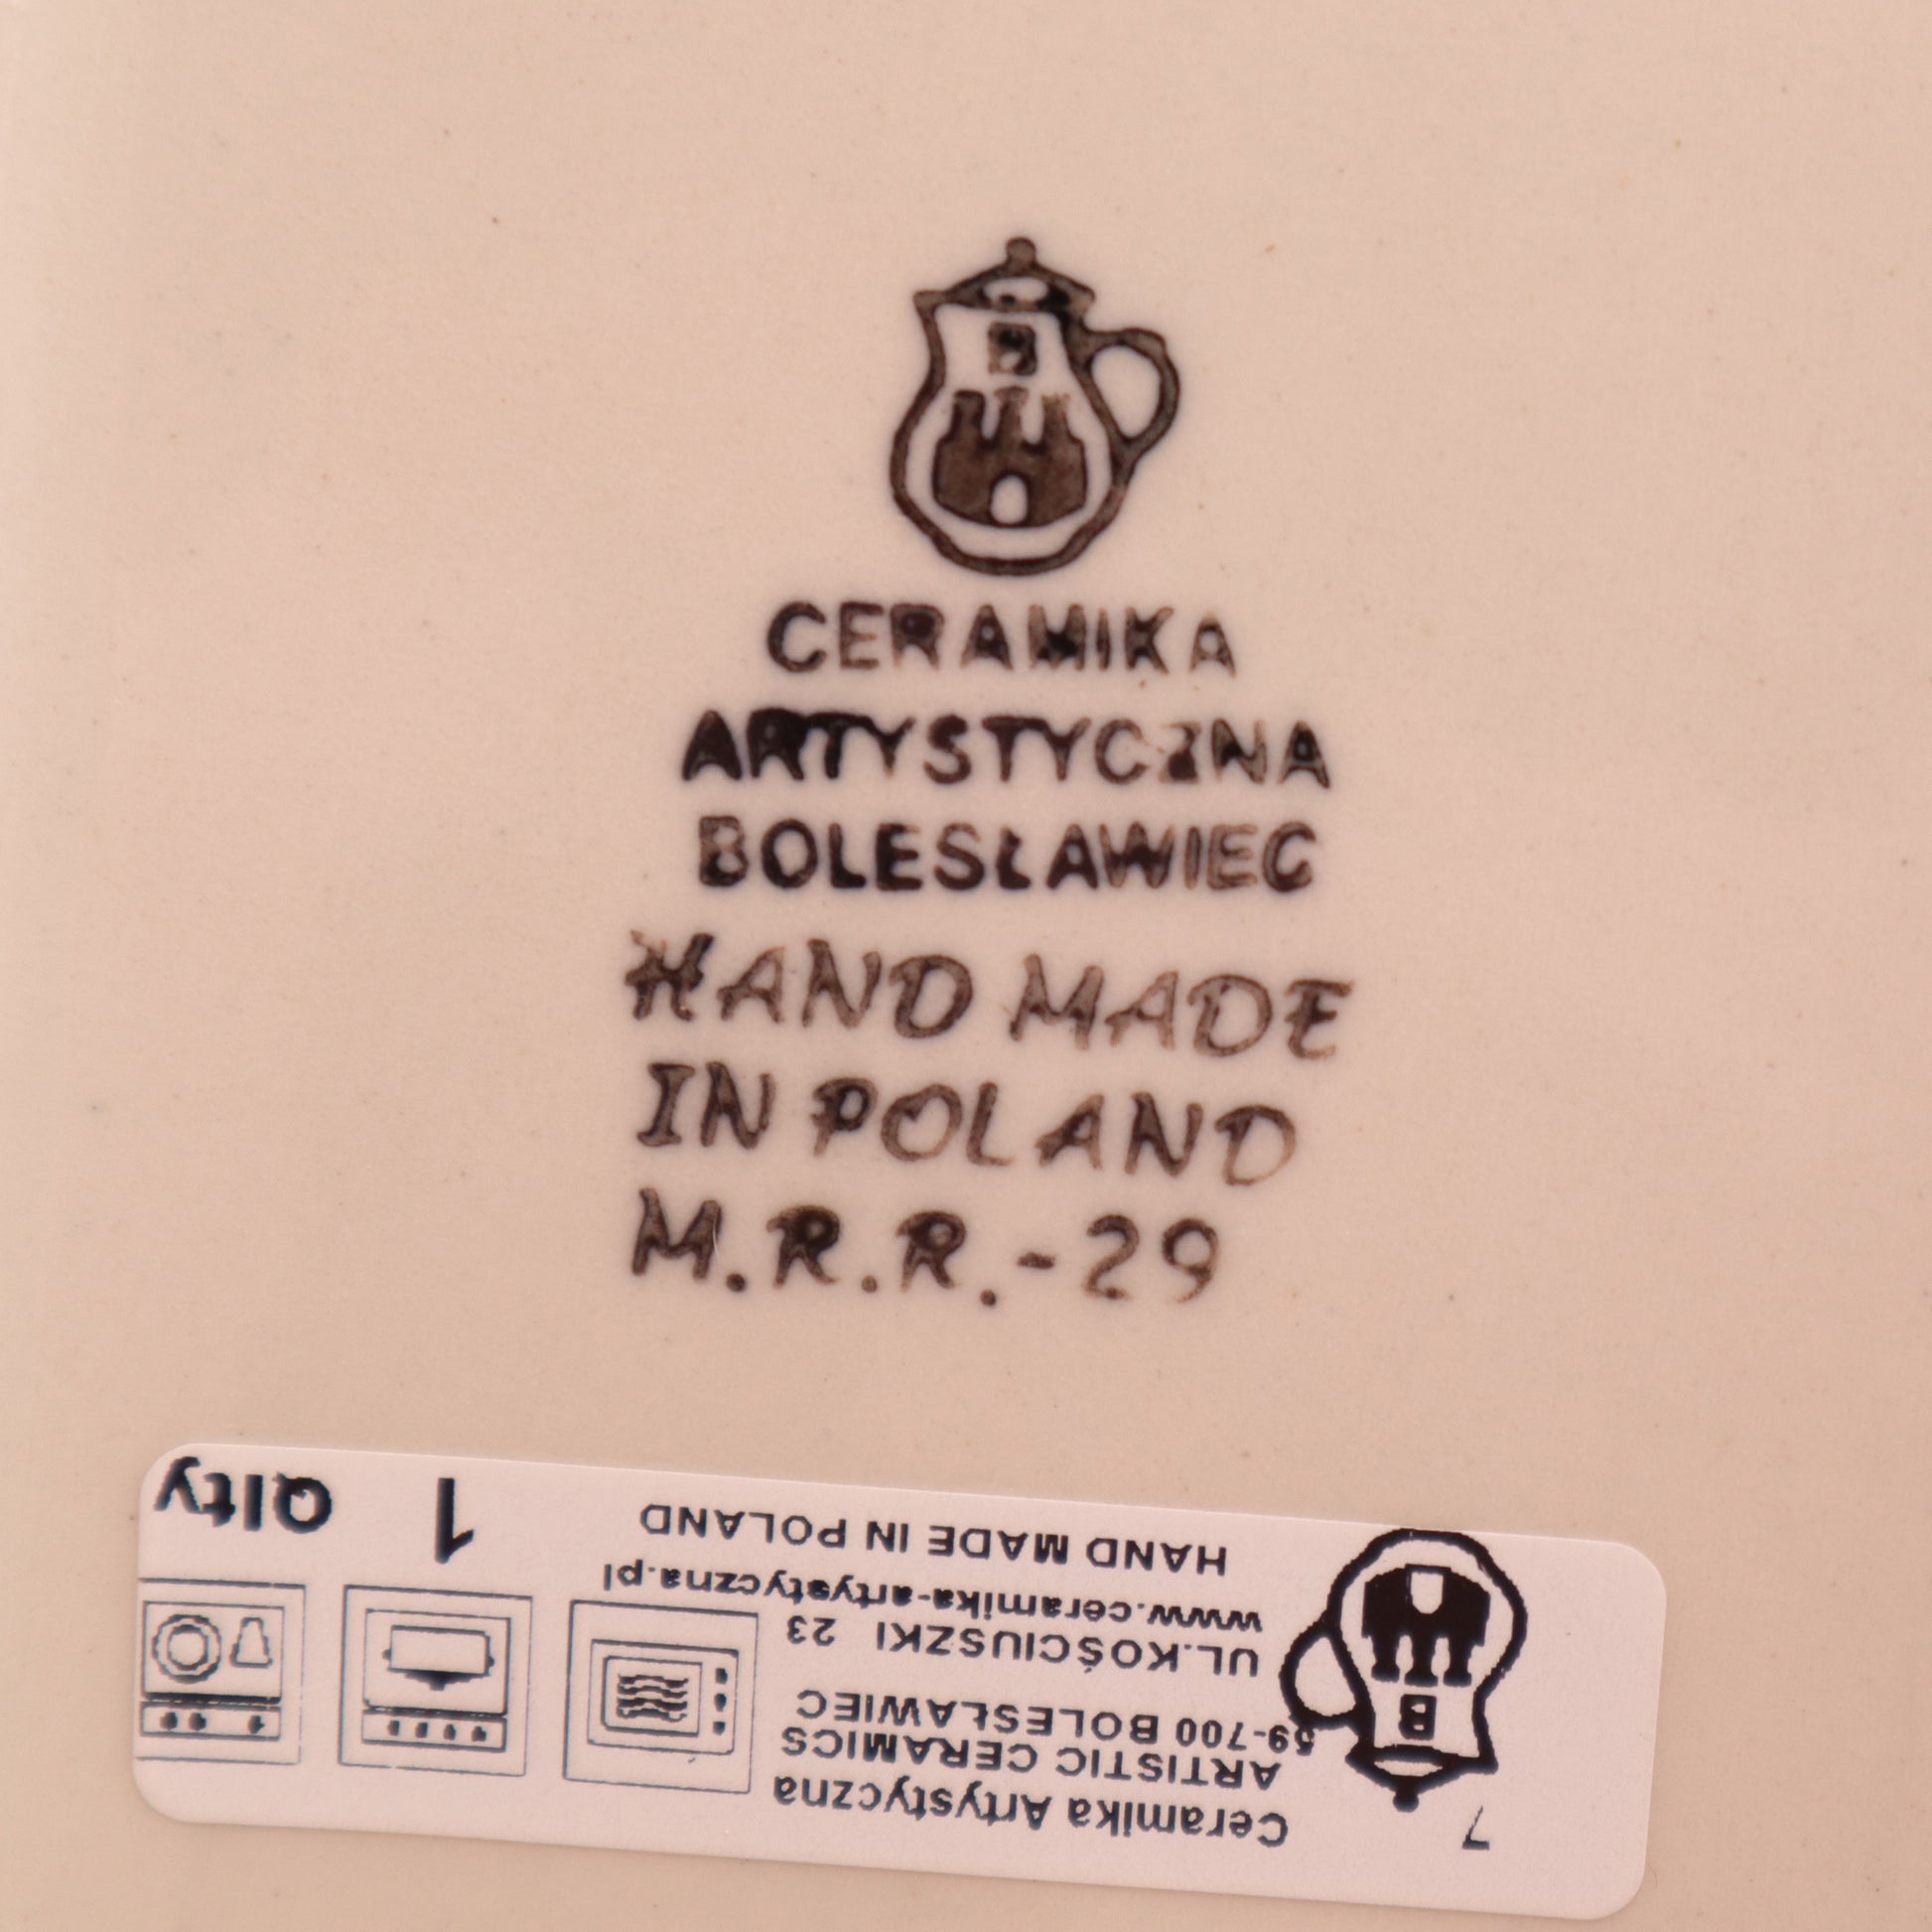 B
CERAMIKA
ARTYSTYCZNA
BOLESŁAWIEC
HAND MADE
IN POLAND
M.R.R.-29
7
B
Ceramika Artystyczna
ARTISTIC CERAMICS
59-700 BOLESŁAWIEC
UL.KOŚCIUSZKI 23
www.ceramika-artystyczna.pl
HAND MADE IN POLAND
1 Qlty